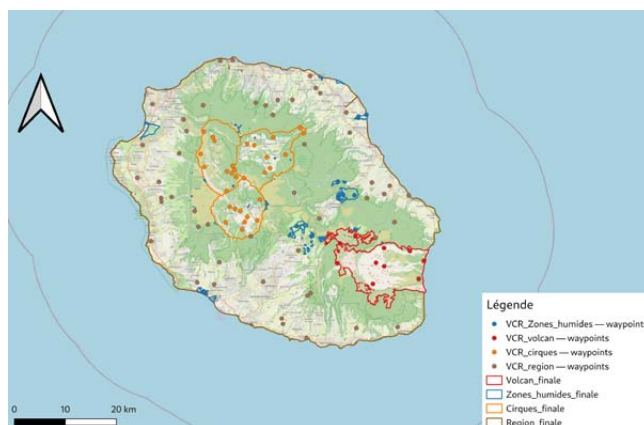 Légende
VCR_Zones_humides — waypoint
VCR_volcan — waypoints
VCR_cirques — waypoints
VCR_region — waypoints
Volcan_finale
Zones_humides_finale
Cirques_finale
Region_finale
0 10 20 km